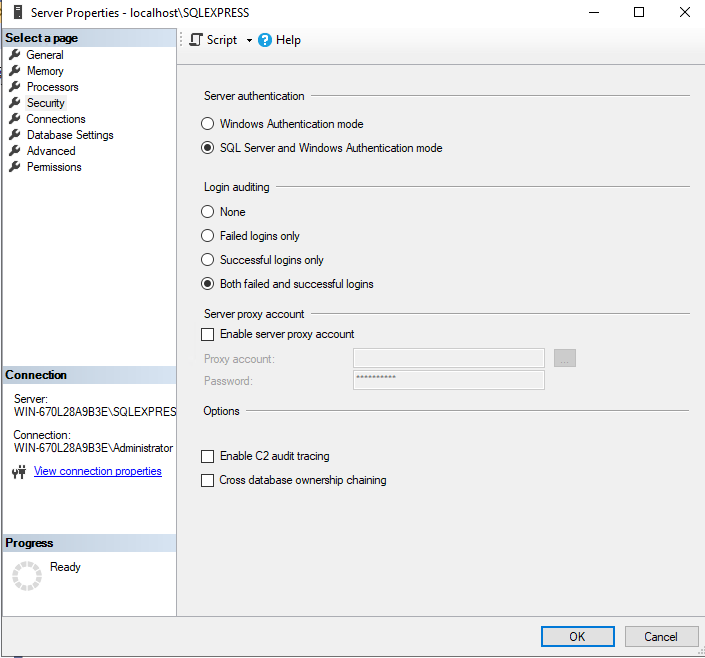 Server Properties - localhost\SQLEXPRESS
Select a page
General
Memory
Processors
Security
Connections
Database Settings
Advanced
Permissions
Connection
Server:
WIN-670L28A9B3E\SQLEXPRES
Connection:
WIN-670L28A9B3E\Administrator
View connection properties
Progress
Ready
Script
Help
Server authentication
Windows Authentication mode
SQL Server and Windows Authentication mode
Login auditing
None
Failed logins only
Successful logins only
Both failed and successful logins
Server proxy account
Enable server proxy account
Proxy account:
...
Password:
**********
Options
Enable C2 audit tracing
Cross database ownership chaining
OK
Cancel